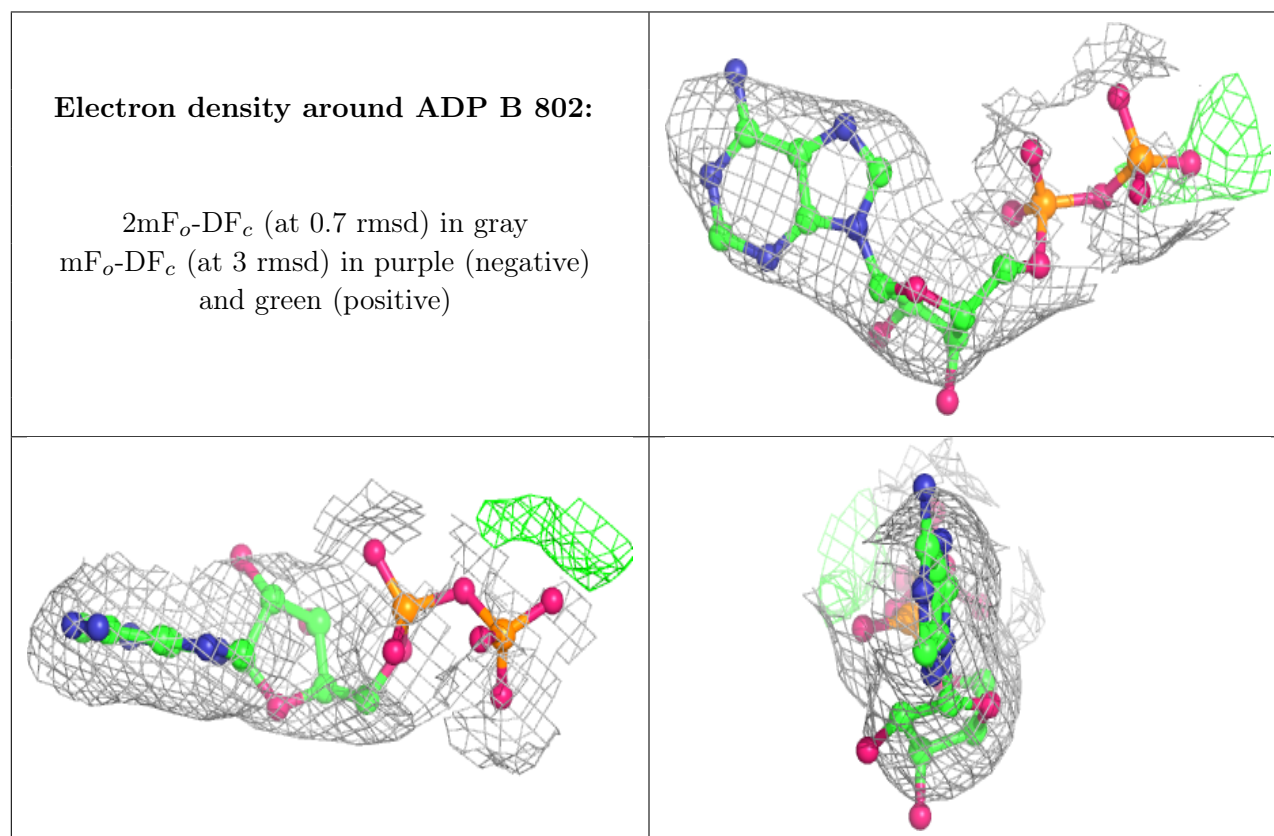 Electron density around ADP B 802:
2mFo-DFc (at 0.7 rmsd) in gray
mFo-DFc (at 3 rmsd) in purple (negative)
and green (positive)